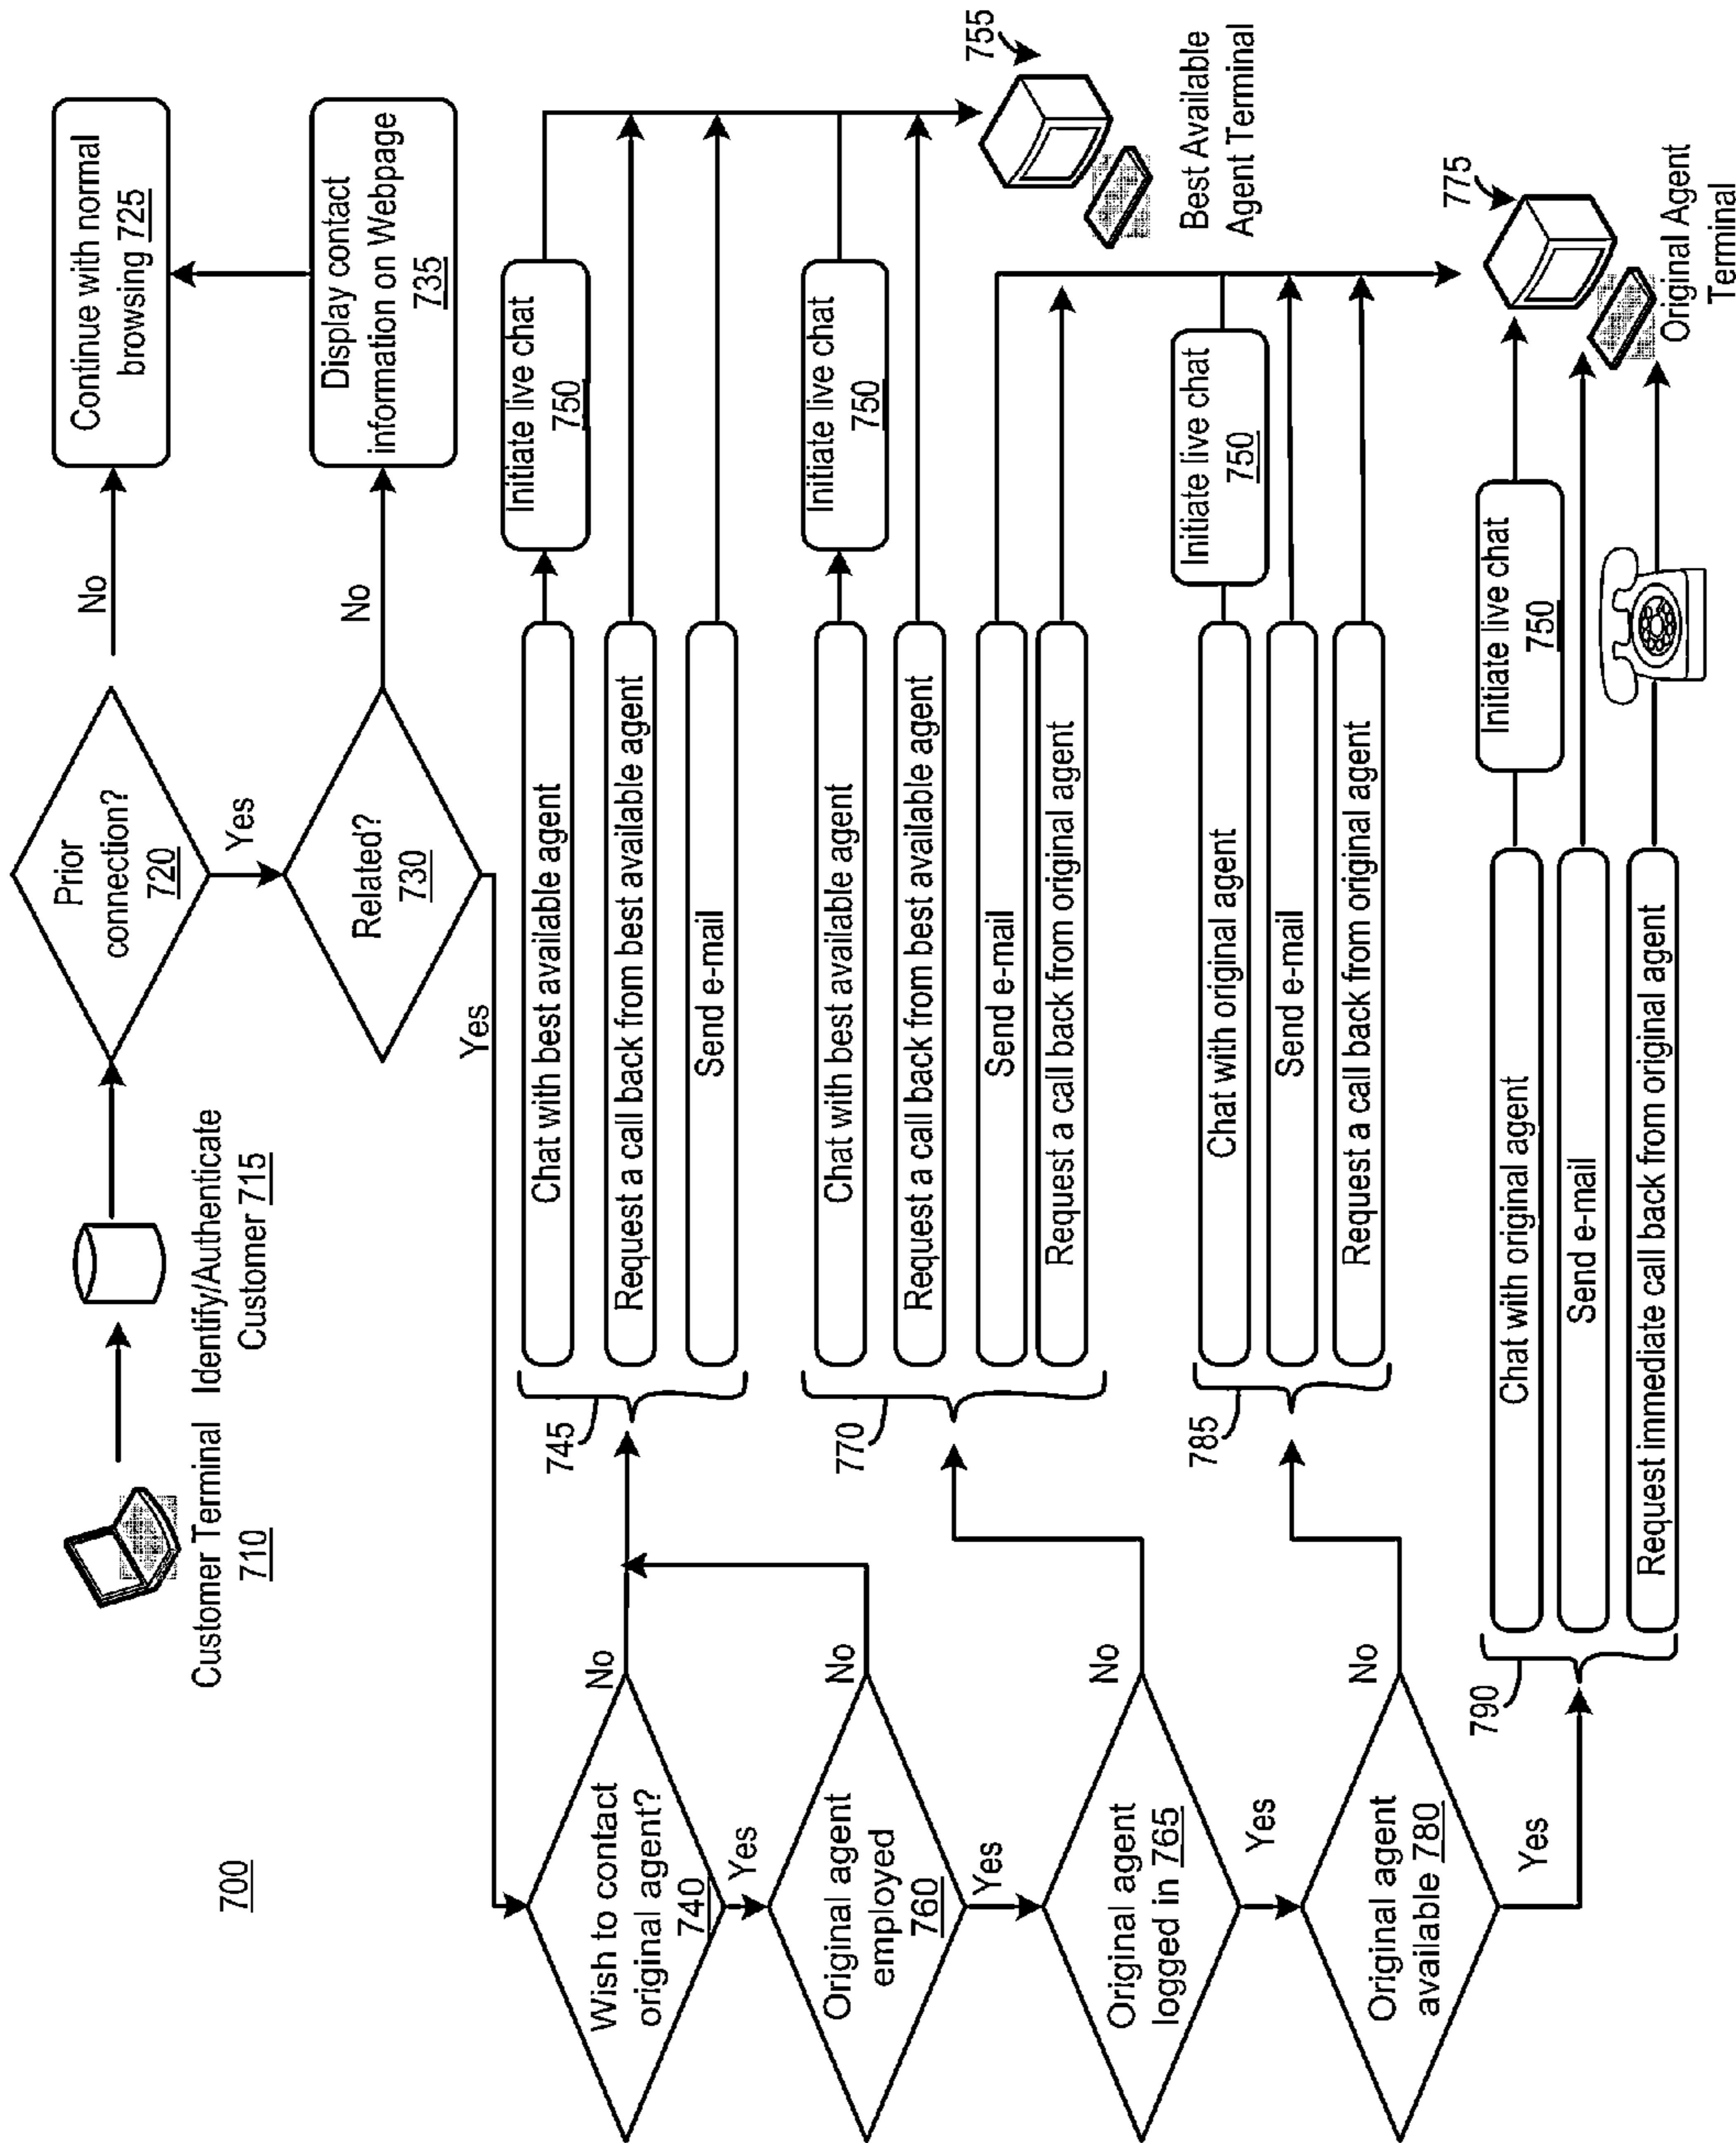 700
Customer Terminal
710
Identify/Authenticate
Customer 715
Prior
connection?
720
No
Continue with normal
browsing 725
Yes
Related?
730
No
Display contact
information on Webpage
735
Yes
Wish to contact
original agent?
740
No
745
Chat with best available agent
Initiate live chat
750
Request a call back from best available agent
Send e-mail
Yes
Original agent
employed
760
No
770
Chat with best available agent
Initiate live chat
750
Request a call back from best available agent
Send e-mail
Request a call back from original agent
755
Best Available
Agent Terminal
Yes
Original agent
logged in 765
No
785
Chat with original agent
Initiate live chat
750
Send e-mail
Request a call back from original agent
Yes
Original agent
available 780
No
Yes
790
Chat with original agent
Initiate live chat
750
Send e-mail
Request immediate call back from original agent
775
Original Agent
Terminal